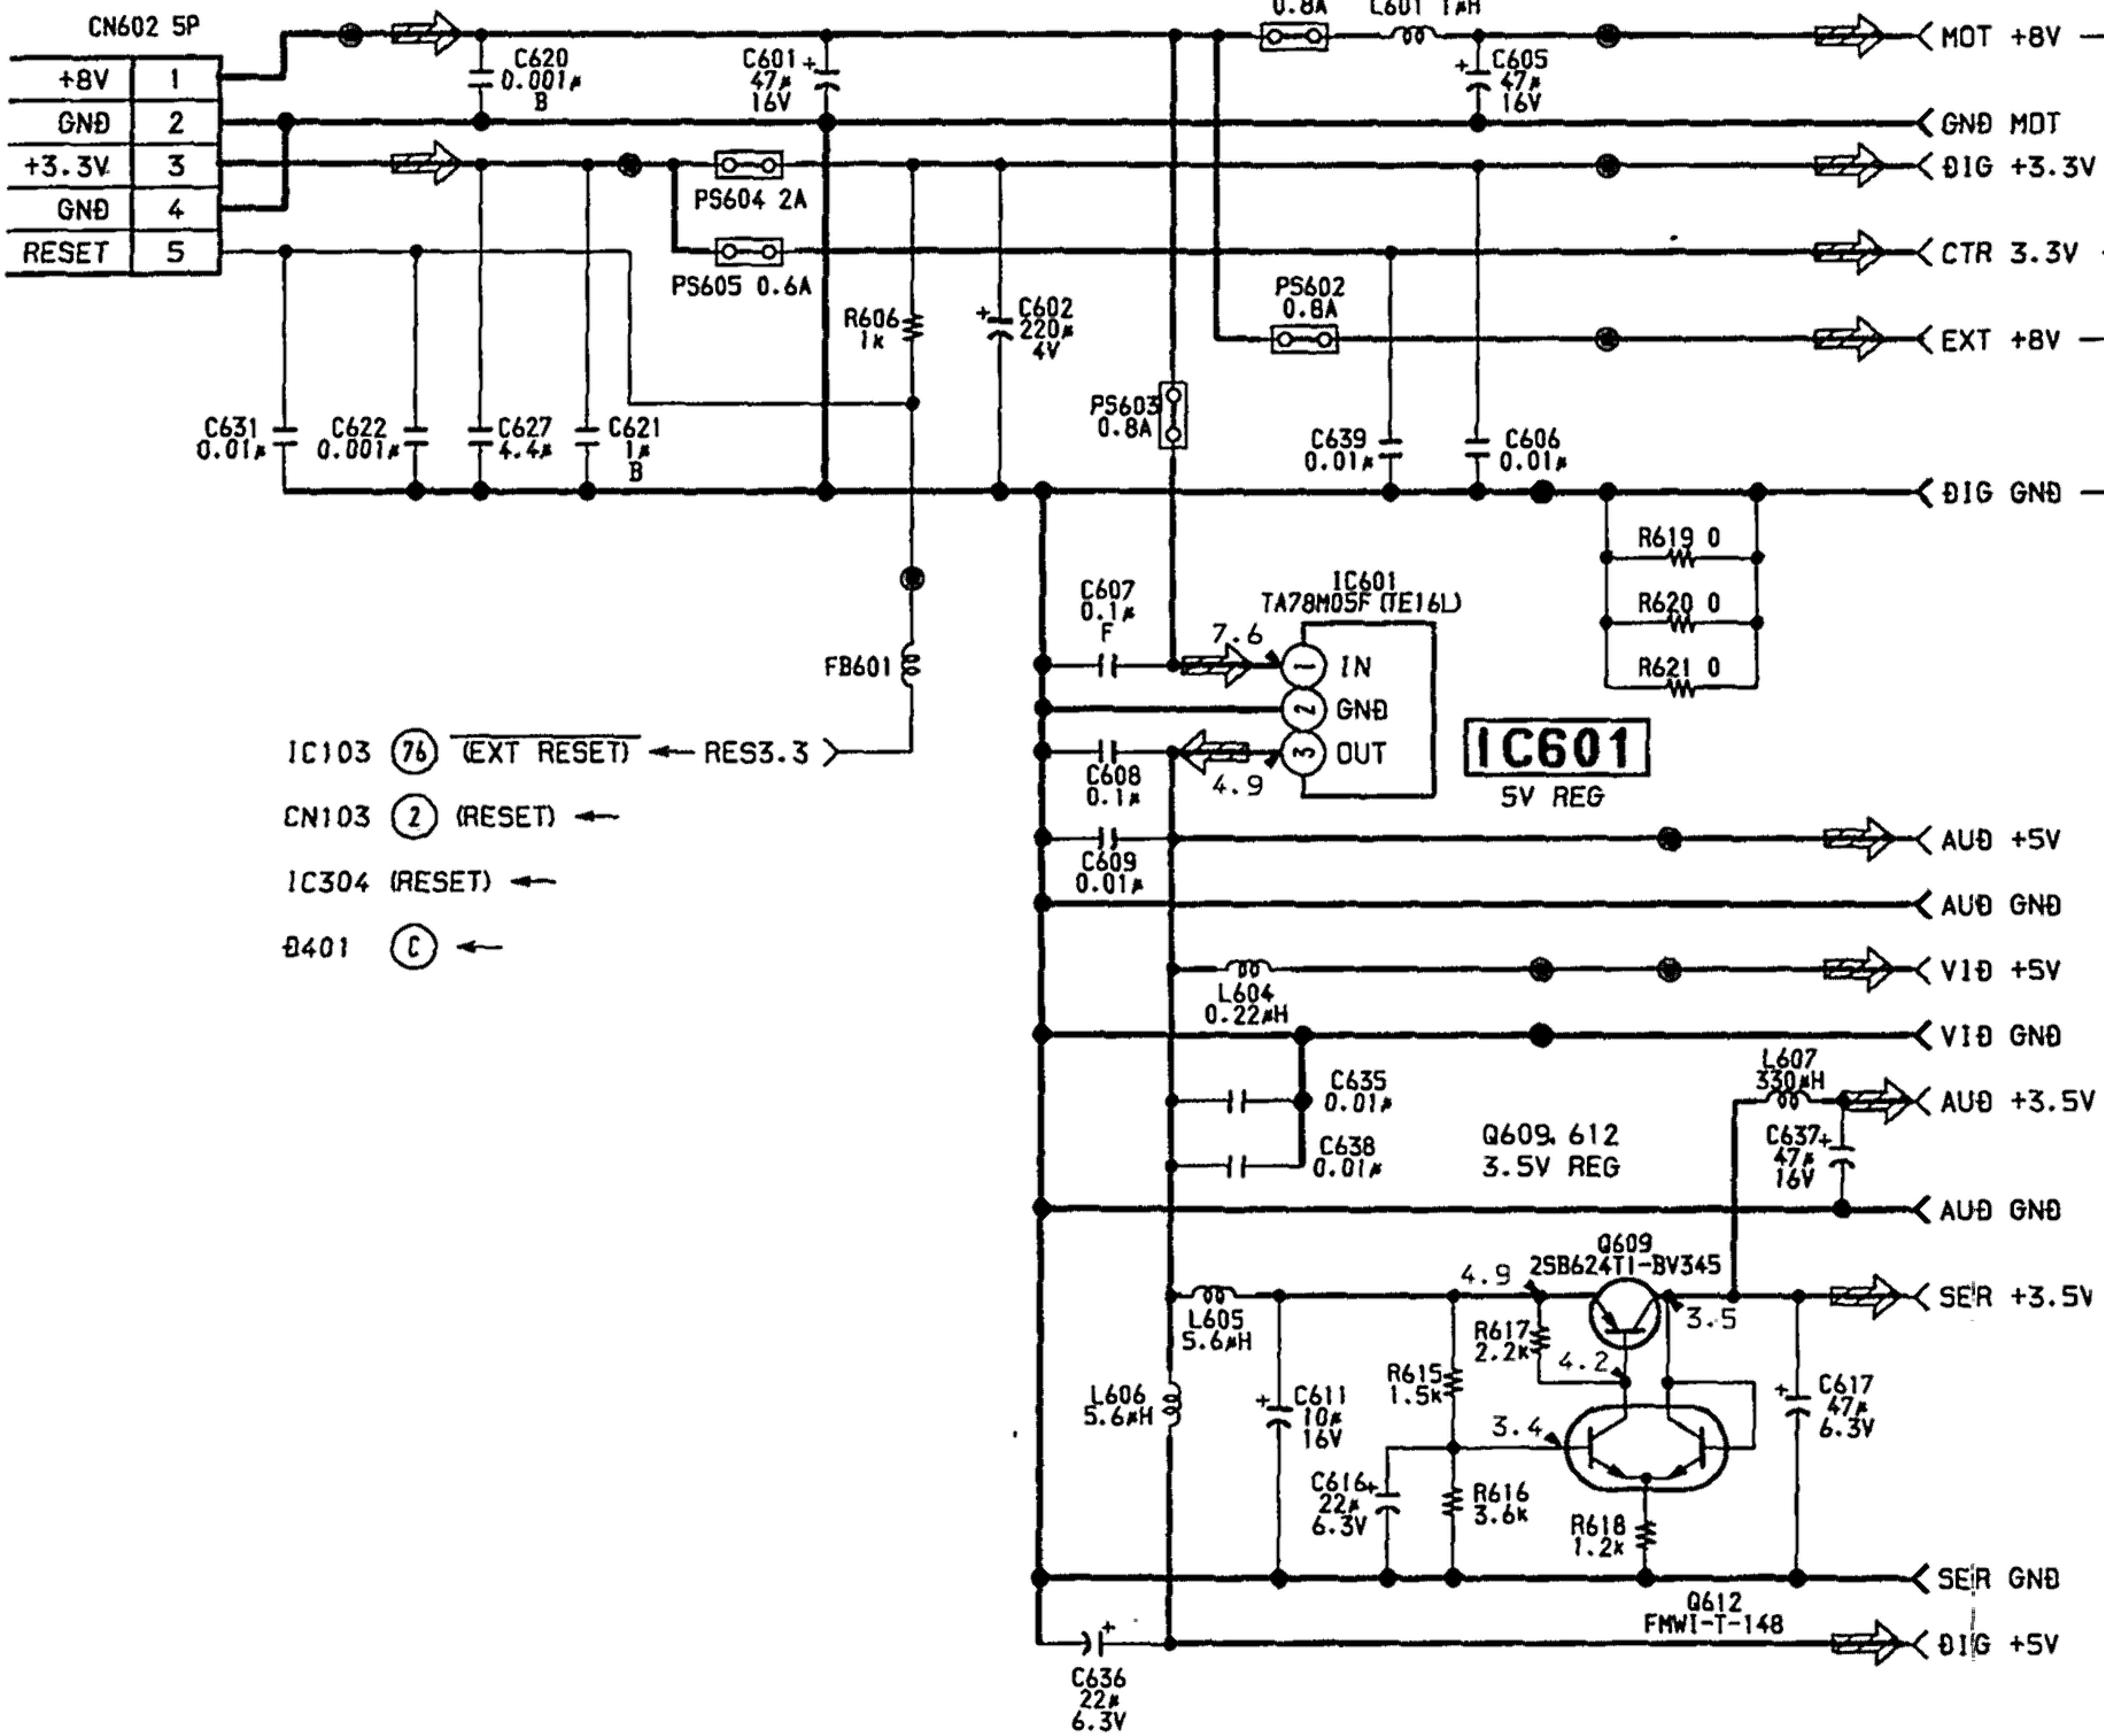 CN602 5P
+8V 1
GND 2
+3.3V 3
GND 4
RESET 5
C620
0.001μ
B
C601
+
47μ
16V
0.8A
L601 1μH
C605
+
47μ
16V
MOT +8V
GND MOT
DIG +3.3V
CTR 3.3V
EXT +8V
DIG GND
PS604 2A
PS605 0.6A
R606
1k
C602
+
220μ
4V
PS602
0.8A
PS603
0.8A
C631
0.01μ
C622
0.001μ
C627
4.4μ
C621
1μ
B
C639
0.01μ
C606
0.01μ
R619 0
R620 0
R621 0
C607
0.1μ
F
IC601
TA78M05F (TE16L)
7.6
1 IN
2 GND
3 OUT
4.9
C608
0.1μ
C609
0.01μ
IC601
5V REG
FB601
IC103 76 (EXT RESET) ← RES3.3
CN103 2 (RESET) ←
IC304 (RESET) ←
D401 C ←
AUD +5V
AUD GND
VID +5V
L604
0.22μH
VID GND
C635
0.01μ
C638
0.01μ
Q609, 612
3.5V REG
L607
330μH
AUD +3.5V
C637
+
47μ
16V
AUD GND
Q609
2SB624T1-BV345
4.9
3.5
SER +3.5V
L605
5.6μH
L606
5.6μH
C611
+
10μ
16V
R617
2.2k
4.2
R615
1.5k
3.4
C616
+
22μ
6.3V
R616
3.6k
R618
1.2k
C617
+
47μ
6.3V
SER GND
Q612
FMW1-T-148
DIG +5V
+
C636
22μ
6.3V